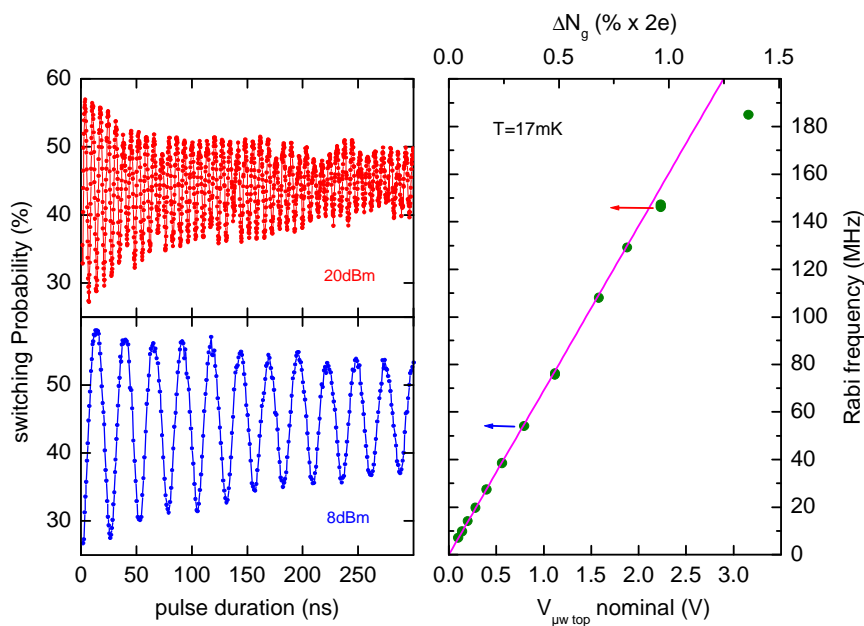 ΔN_g (% x 2e)
0.0 0.5 1.0 1.5
60
50
40
30
20dBm
50
40
30
8dBm
0 50 100 150 200 250
switching Probability (%)
pulse duration (ns)
T=17mK
180
160
140
120
100
80
60
40
20
0
Rabi frequency (MHz)
0.0 0.5 1.0 1.5 2.0 2.5 3.0
V_μw top nominal (V)